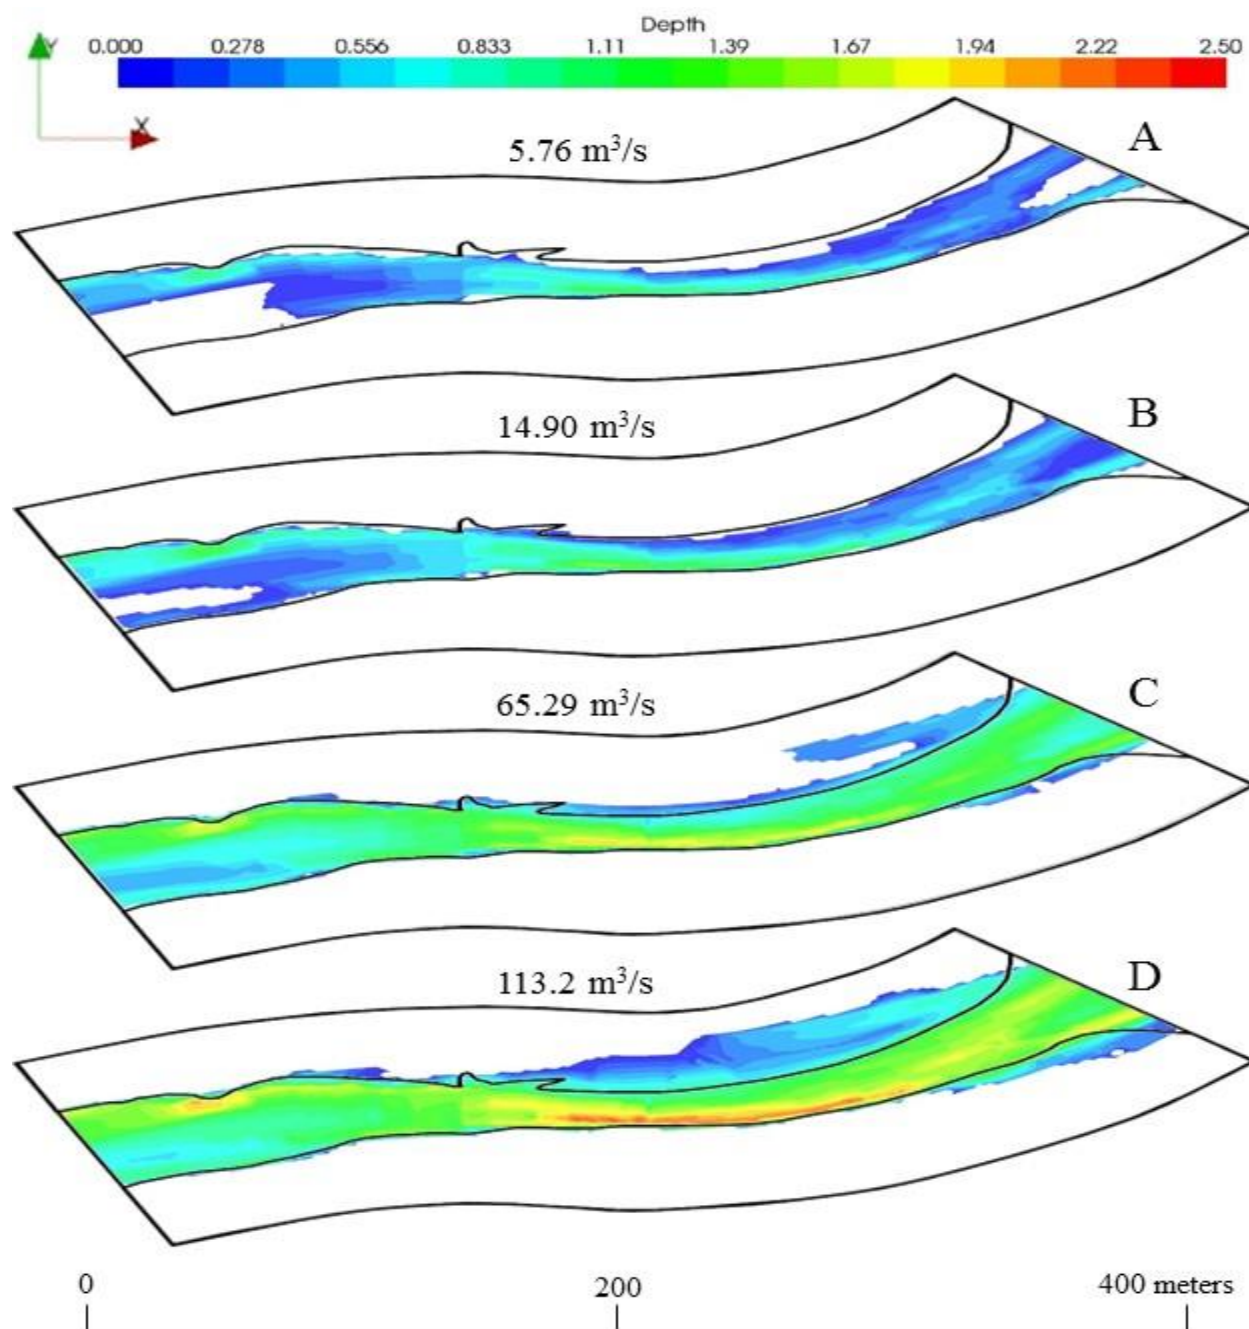 Depth
0.000 0.278 0.556 0.833 1.11 1.39 1.67 1.94 2.22 2.50
Y
X
5.76 m³/s
A
14.90 m³/s
B
65.29 m³/s
C
113.2 m³/s
D
0 200 400 meters